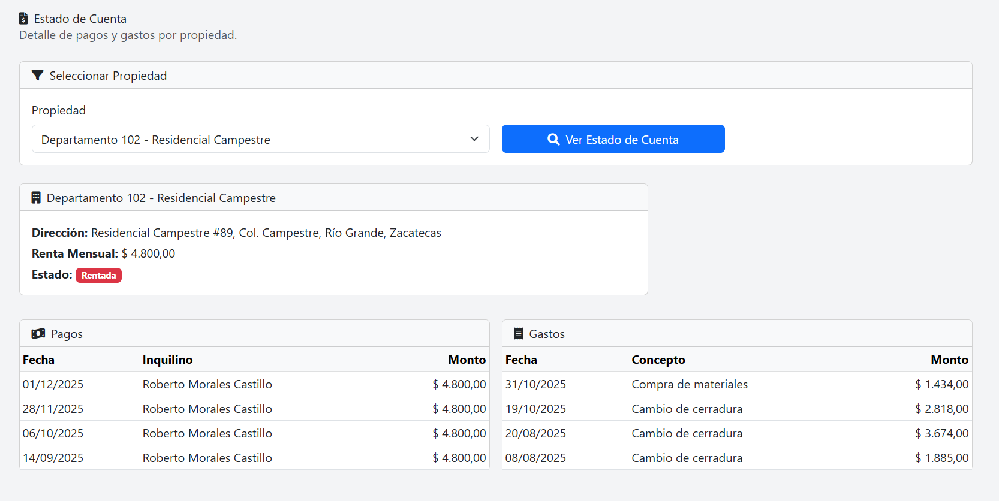 Estado de Cuenta
Detalle de pagos y gastos por propiedad.
Seleccionar Propiedad
Propiedad
Departamento 102 - Residencial Campestre
Ver Estado de Cuenta
Departamento 102 - Residencial Campestre
Dirección: Residencial Campestre #89, Col. Campestre, Río Grande, Zacatecas
Renta Mensual: $ 4.800,00
Estado: Rentada
Pagos
Fecha Inquilino Monto
01/12/2025 Roberto Morales Castillo $ 4.800,00
28/11/2025 Roberto Morales Castillo $ 4.800,00
06/10/2025 Roberto Morales Castillo $ 4.800,00
14/09/2025 Roberto Morales Castillo $ 4.800,00
Gastos
Fecha Concepto Monto
31/10/2025 Compra de materiales $ 1.434,00
19/10/2025 Cambio de cerradura $ 2.818,00
20/08/2025 Cambio de cerradura $ 3.674,00
08/08/2025 Cambio de cerradura $ 1.885,00